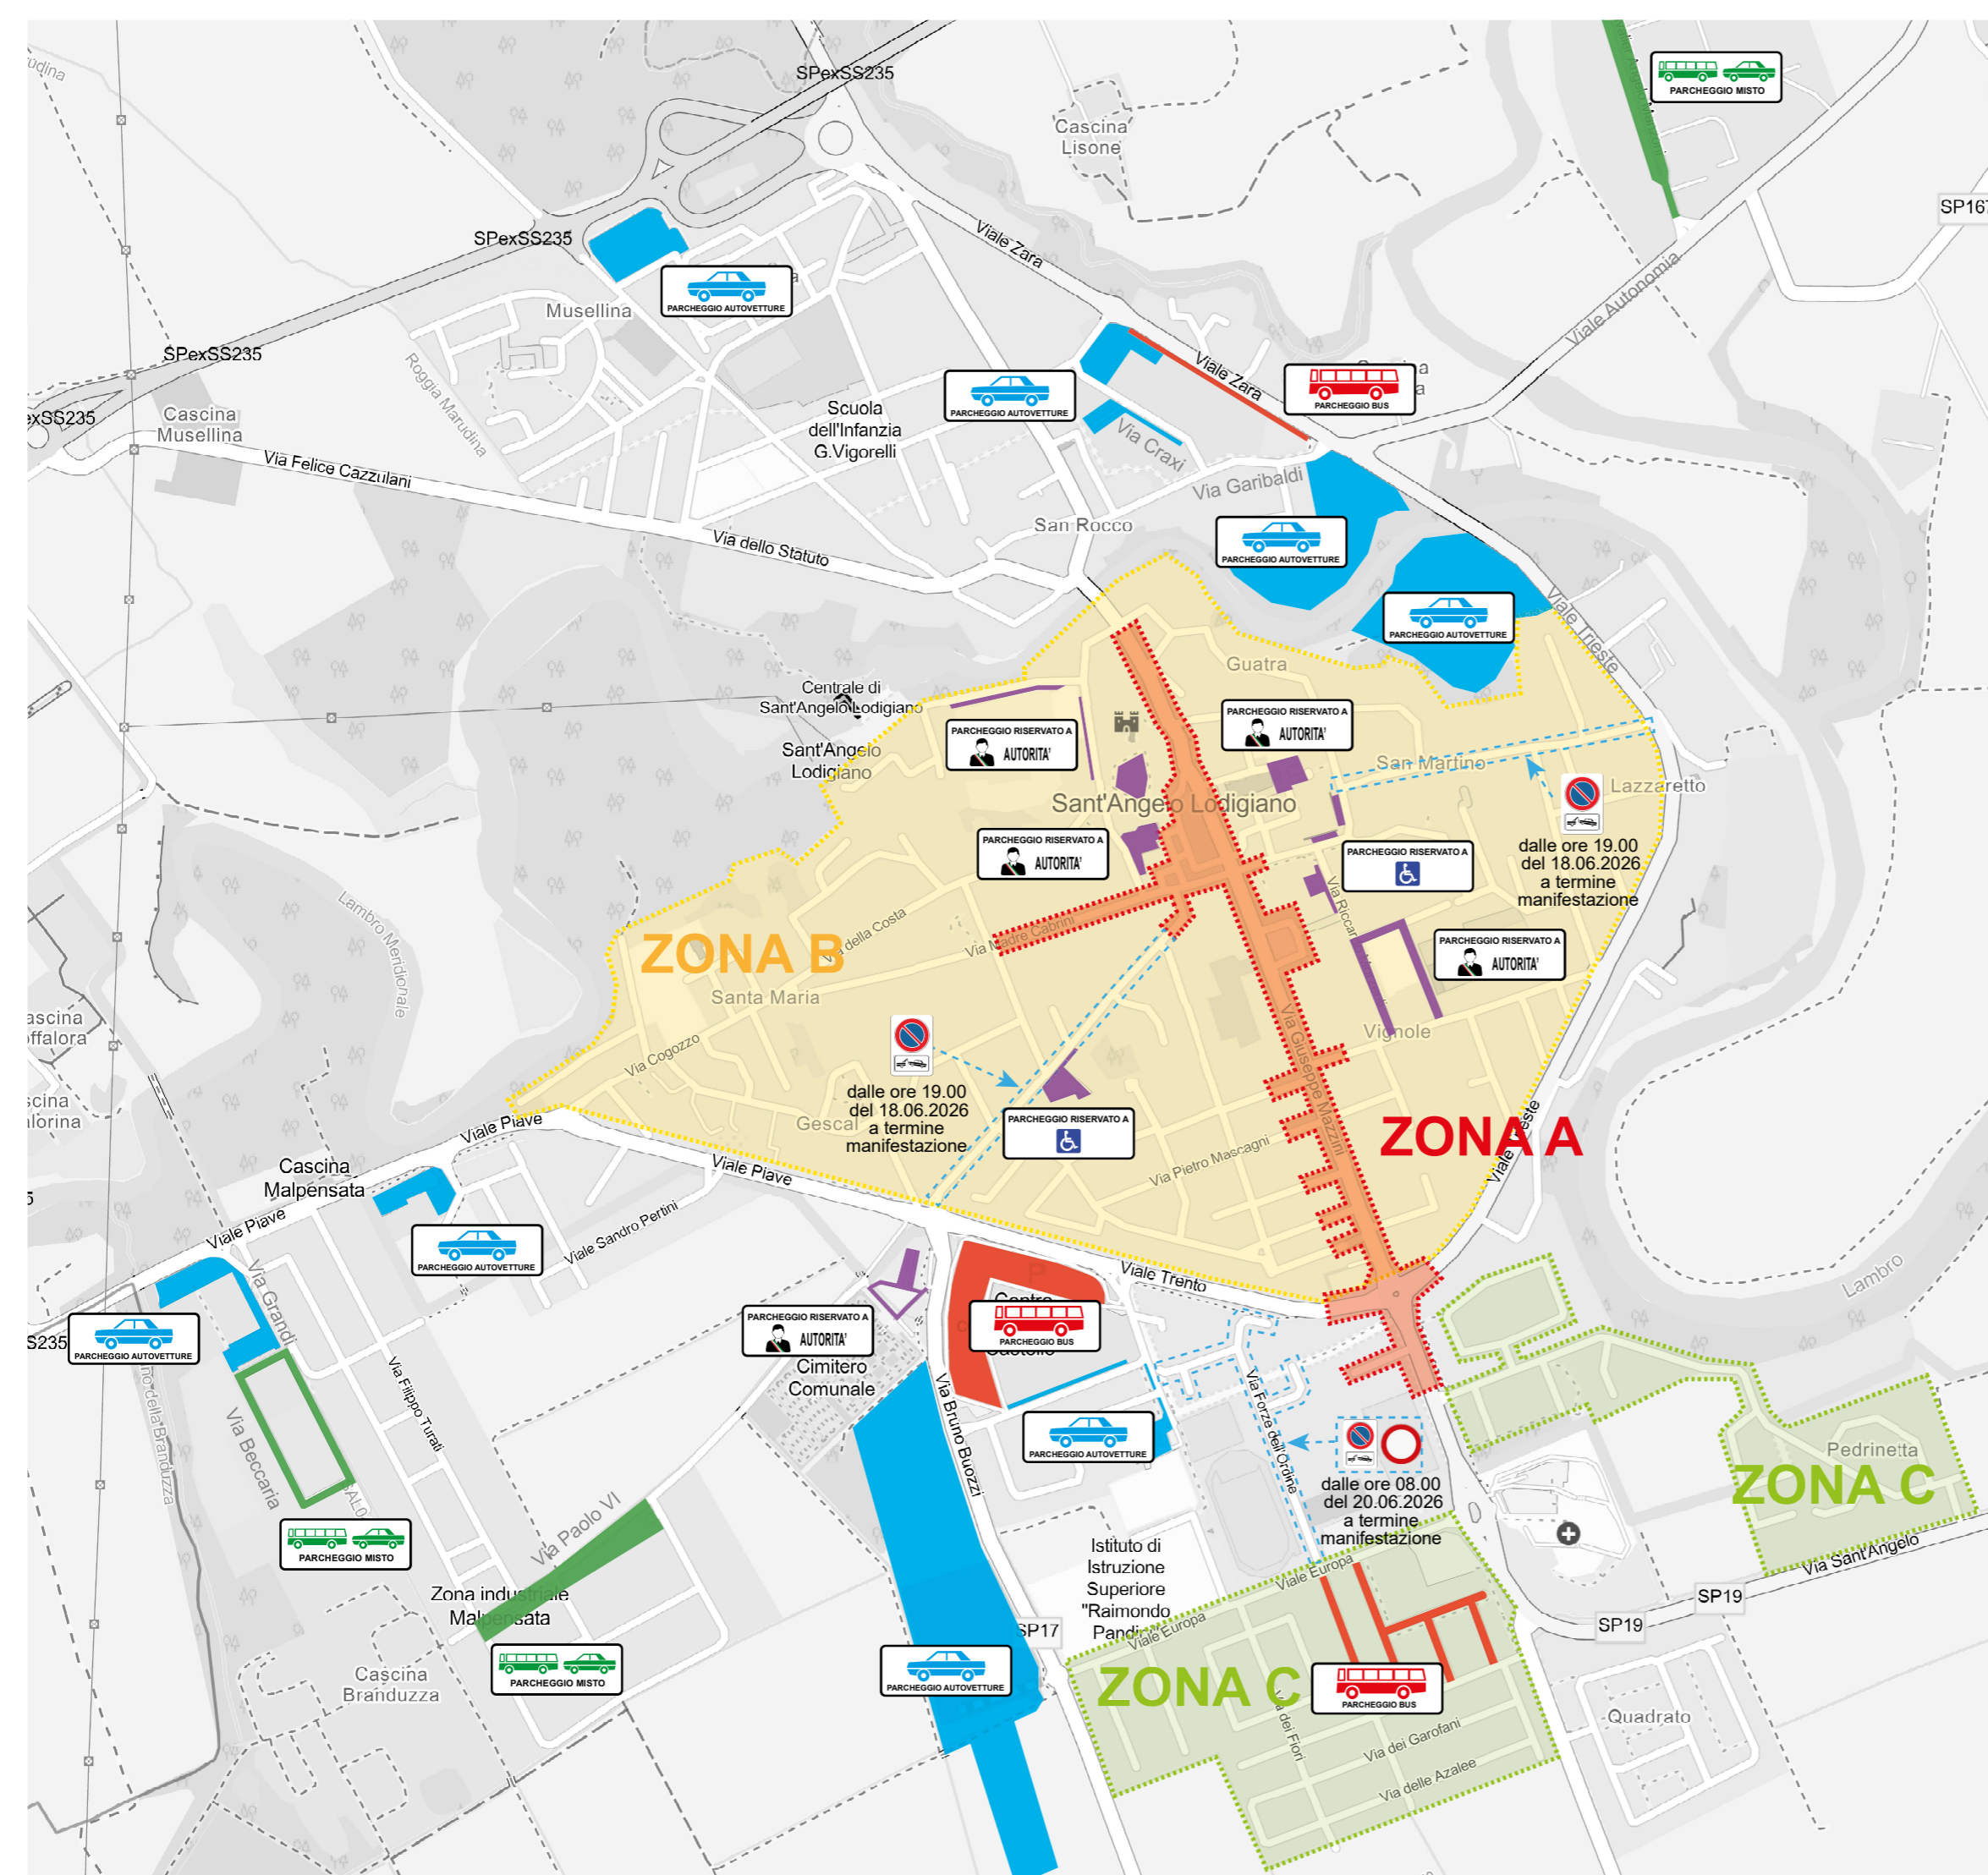 SPexSS235
PARCHEGGIO MISTO
Cascina
Lisone
SP167
SPexSS235
Viale Zara
PARCHEGGIO AUTOVETTURE
Musellina
Viale Autonomia
SPexSS235
Roggia Marudina
Viale Zara
PARCHEGGIO BUS
PARCHEGGIO AUTOVETTURE
Cascina
Musellina
Scuola
dell'Infanzia
G.Vigorelli
Via Craxi
Via Felice Cazzulani
Via Garibaldi
San Rocco
Via dello Statuto
PARCHEGGIO AUTOVETTURE
PARCHEGGIO AUTOVETTURE
Viale Trieste
Guatra
Centrale di
Sant'Angelo Lodigiano
Sant'Angelo
Lodigiano
PARCHEGGIO RISERVATO A
AUTORITA'
PARCHEGGIO RISERVATO A
AUTORITA'
San Martino
Lazzaretto
Sant'Angelo Lodigiano
dalle ore 19.00
del 18.06.2026
a termine
manifestazione
PARCHEGGIO RISERVATO A
AUTORITA'
PARCHEGGIO RISERVATO A
Lambro Meridionale
ZONA B
Via della Costa
Via Madre Cabrini
PARCHEGGIO RISERVATO A
AUTORITA'
Santa Maria
Vignole
Via Cogozzo
Via Giuseppe Mazzini
dalle ore 19.00
del 18.06.2026
a termine
manifestazione
Gescal
PARCHEGGIO RISERVATO A
ZONA A
Viale Trieste
Viale Piave
Via Pietro Mascagni
Cascina
Malpensata
Viale Piave
Viale Piave
Viale Sandro Pertini
PARCHEGGIO AUTOVETTURE
Via Grandi
Viale Trento
Lambro
PARCHEGGIO AUTOVETTURE
PARCHEGGIO RISERVATO A
AUTORITA'
PARCHEGGIO BUS
Cimitero
Comunale
Via Filippo Turati
Via Bruno Buozzi
Via Forze dell'Ordine
Via Beccaria
PARCHEGGIO AUTOVETTURE
Pedrinetta
ZONA C
dalle ore 08.00
del 20.06.2026
a termine
manifestazione
PARCHEGGIO MISTO
Via Paolo VI
Istituto di
Istruzione
Superiore
"Raimondo
Viale Europa
Via Sant'Angelo
SP19
SP19
Zona industriale
Malpensata
SP17
Viale Europa
PARCHEGGIO MISTO
Cascina
Branduzza
PARCHEGGIO AUTOVETTURE
ZONA C
PARCHEGGIO BUS
Via dei Fiori
Via dei Garofani
Via delle Azalee
Quadrato